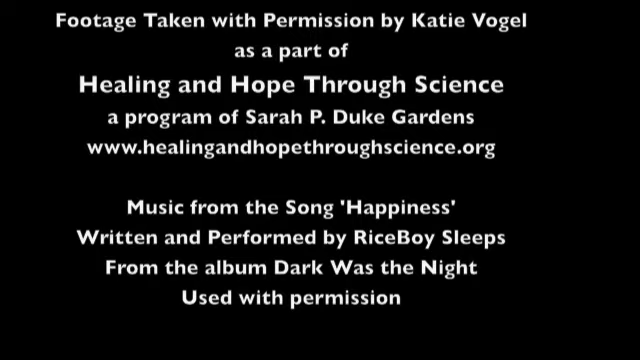 Footage Taken with Permission by Katie Vogel
as a part of
Healing and Hope Through Science
a program of Sarah P. Duke Gardens
www.healingandhopethroughscience.org
Music from the Song 'Happiness'
Written and Performed by RiceBoy Sleeps
From the album Dark Was the Night
Used with permission